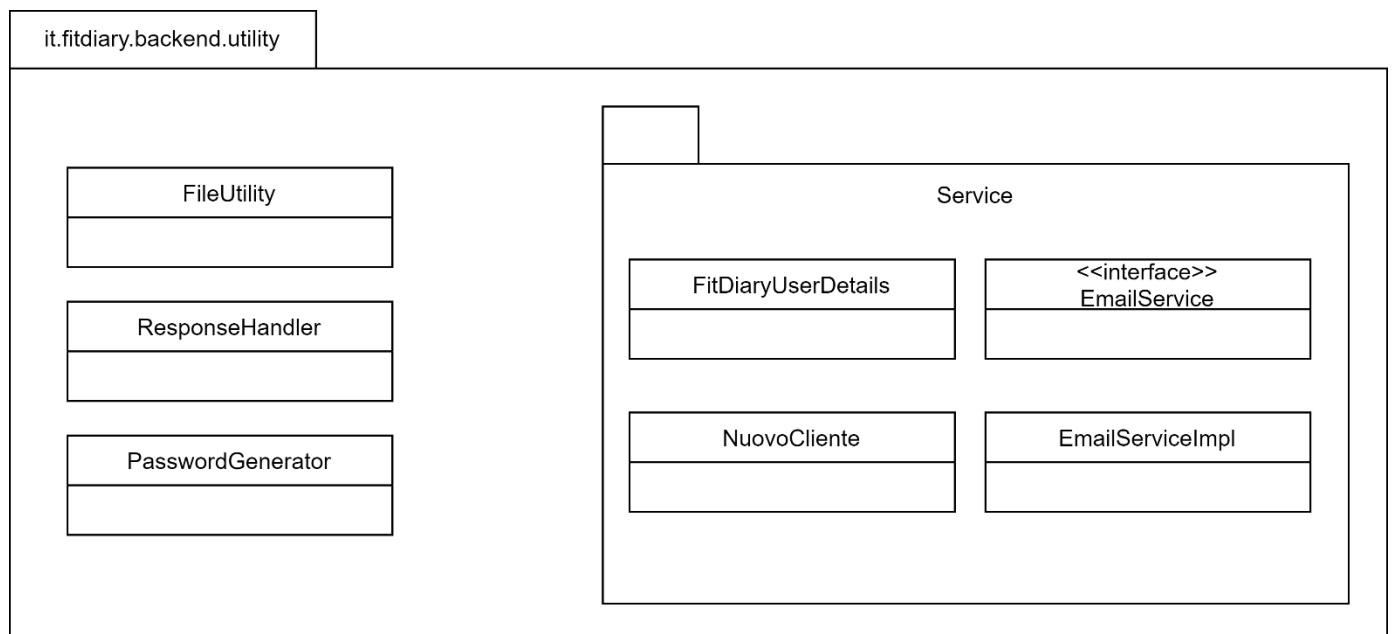 it.fitdiary.backend.utility
FileUtility
ResponseHandler
PasswordGenerator
Service
FitDiaryUserDetails
<<interface>>
EmailService
NuovoCliente
EmailServiceImpl